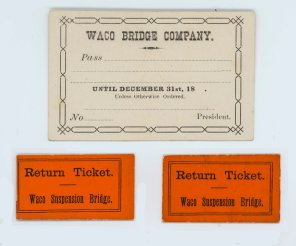 WACO BRIDGE COMPANY.
Pass
UNTIL DECEMBER 31st, 18
Unless Otherwise Ordered.
No President.
Return Ticket.
Waco Suspension Bridge.
Return Ticket.
Waco Suspension Bridge.